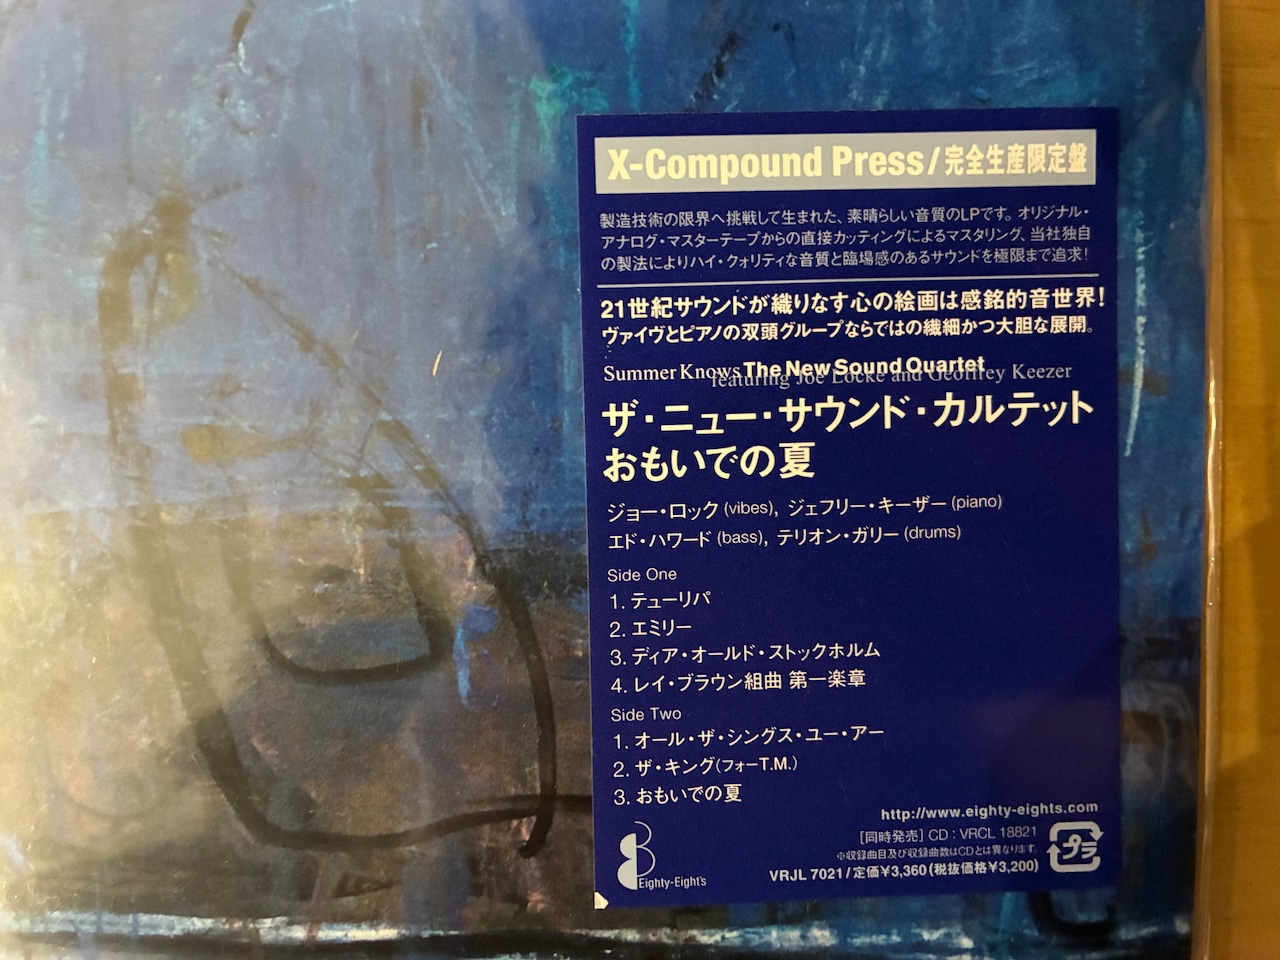 X-Compound Press/完全生産限定盤
製造技術の限界へ挑戦して生まれた、素晴らしい音質のLPです。オリジナル・
アナログ・マスターテープからの直接カッティングによるマスタリング、当社独自
の製法によりハイ・クォリティな音質と臨場感のあるサウンドを極限まで追求!
21世紀サウンドが織りなす心の絵画は感銘的音世界!
ヴァイヴとピアノの双頭グループならではの繊細かつ大胆な展開。
Summer Knows The New Sound Quartet
featuring Joe Locke and Geoffrey Keezer
ザ・ニュー・サウンド・カルテット
おもいでの夏
ジョー・ロック (vibes), ジェフリー・キーザー (piano)
エド・ハワード (bass), テリオン・ガリー (drums)
Side One
1. テューリパ
2. エミリー
3. ディア・オールド・ストックホルム
4. レイ・ブラウン組曲 第一楽章
Side Two
1. オール・ザ・シングス・ユー・アー
2. ザ・キング(フォーT.M.)
3. おもいでの夏
http://www.eighty-eights.com
[同時発売] CD : VRCL 18821
※収録曲目及び収録曲数はCDとは異なります。
VRJL 7021/定価¥3,360(税抜価格¥3,200)
プラ
Eighty-Eight's